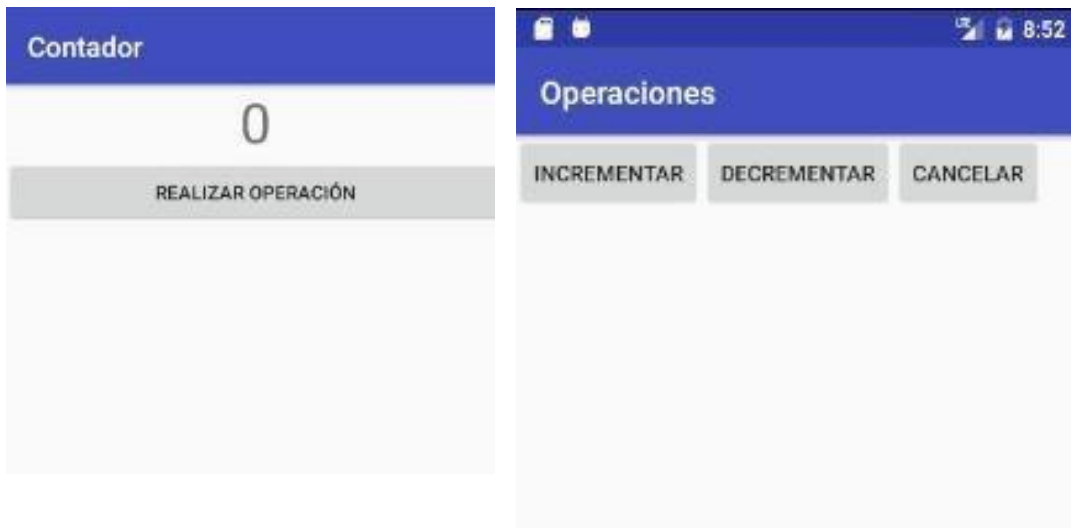 Contador
0
REALIZAR OPERACIÓN
8:52
Operaciones
INCREMENTAR DECREMENTAR CANCELAR